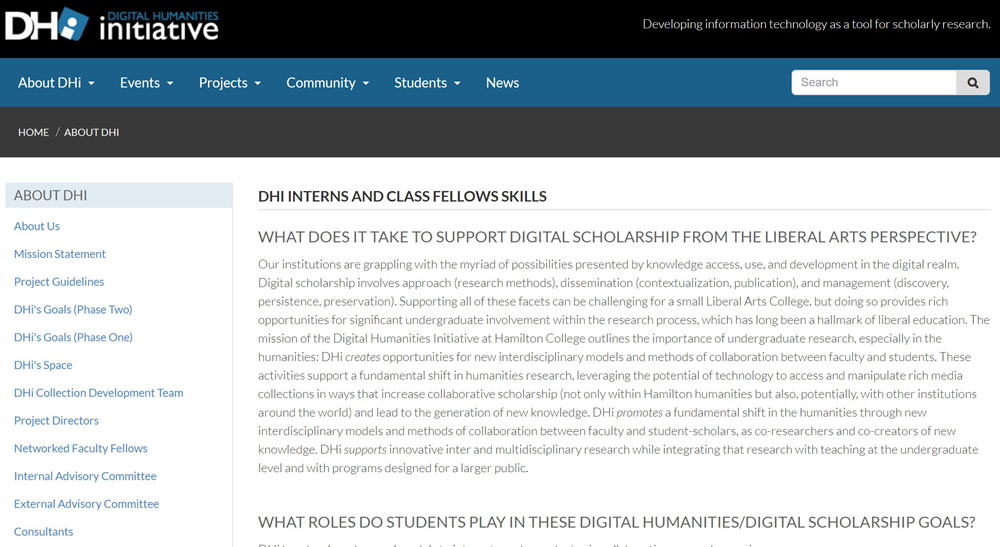 DHi DIGITAL HUMANITIES
initiative
Developing information technology as a tool for scholarly research.
About DHi Events Projects Community Students News Search
HOME / ABOUT DHI
ABOUT DHI
About Us
Mission Statement
Project Guidelines
DHi's Goals (Phase Two)
DHi's Goals (Phase One)
DHi's Space
DHi Collection Development Team
Project Directors
Networked Faculty Fellows
Internal Advisory Committee
External Advisory Committee
Consultants
DHI INTERNS AND CLASS FELLOWS SKILLS
WHAT DOES IT TAKE TO SUPPORT DIGITAL SCHOLARSHIP FROM THE LIBERAL ARTS PERSPECTIVE?
Our institutions are grappling with the myriad of possibilities presented by knowledge access, use, and development in the digital realm.
Digital scholarship involves approach (research methods), dissemination (contextualization, publication), and management (discovery,
persistence, preservation). Supporting all of these facets can be challenging for a small Liberal Arts College, but doing so provides rich
opportunities for significant undergraduate involvement within the research process, which has long been a hallmark of liberal education. The
mission of the Digital Humanities Initiative at Hamilton College outlines the importance of undergraduate research, especially in the
humanities: DHi creates opportunities for new interdisciplinary models and methods of collaboration between faculty and students. These
activities support a fundamental shift in humanities research, leveraging the potential of technology to access and manipulate rich media
collections in ways that increase collaborative scholarship (not only within Hamilton humanities but also, potentially, with other institutions
around the world) and lead to the generation of new knowledge. DHi promotes a fundamental shift in the humanities through new
interdisciplinary models and methods of collaboration between faculty and student-scholars, as co-researchers and co-creators of new
knowledge. DHi supports innovative inter and multidisciplinary research while integrating that research with teaching at the undergraduate
level and with programs designed for a larger public.
WHAT ROLES DO STUDENTS PLAY IN THESE DIGITAL HUMANITIES/DIGITAL SCHOLARSHIP GOALS?